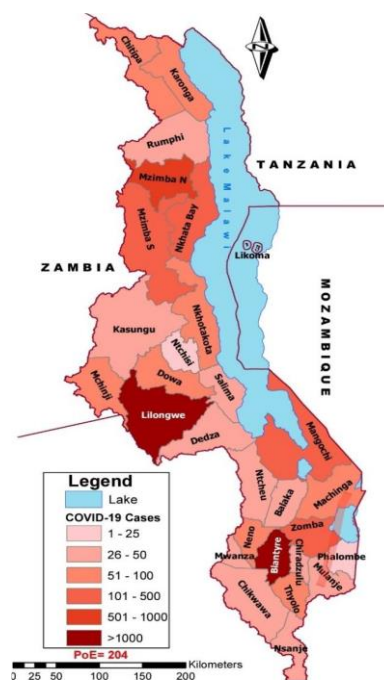 N
Chitipa
Karonga
Rumphi
Lake Malawi
TANZANIA
Mzimba N
Mzimba S
Nkhata Bay
Likoma
ZAMBIA
MOZAMBIQUE
Kasungu
Nkhotakota
Ntchisi
Dowa
Mchinji
Salima
Lilongwe
Dedza
Mangochi
Ntcheu
Balaka
Machinga
Zomba
Neno
Mwanza
Blantyre
Chiradzulu
Phalombe
Mulanje
Thyolo
Chikwawa
Nsanje
Legend
Lake
COVID-19 Cases
1 - 25
26 - 50
51 - 100
101 - 500
501 - 1000
>1000
PoE= 204
Kilometers
0 25 50 100 150 200